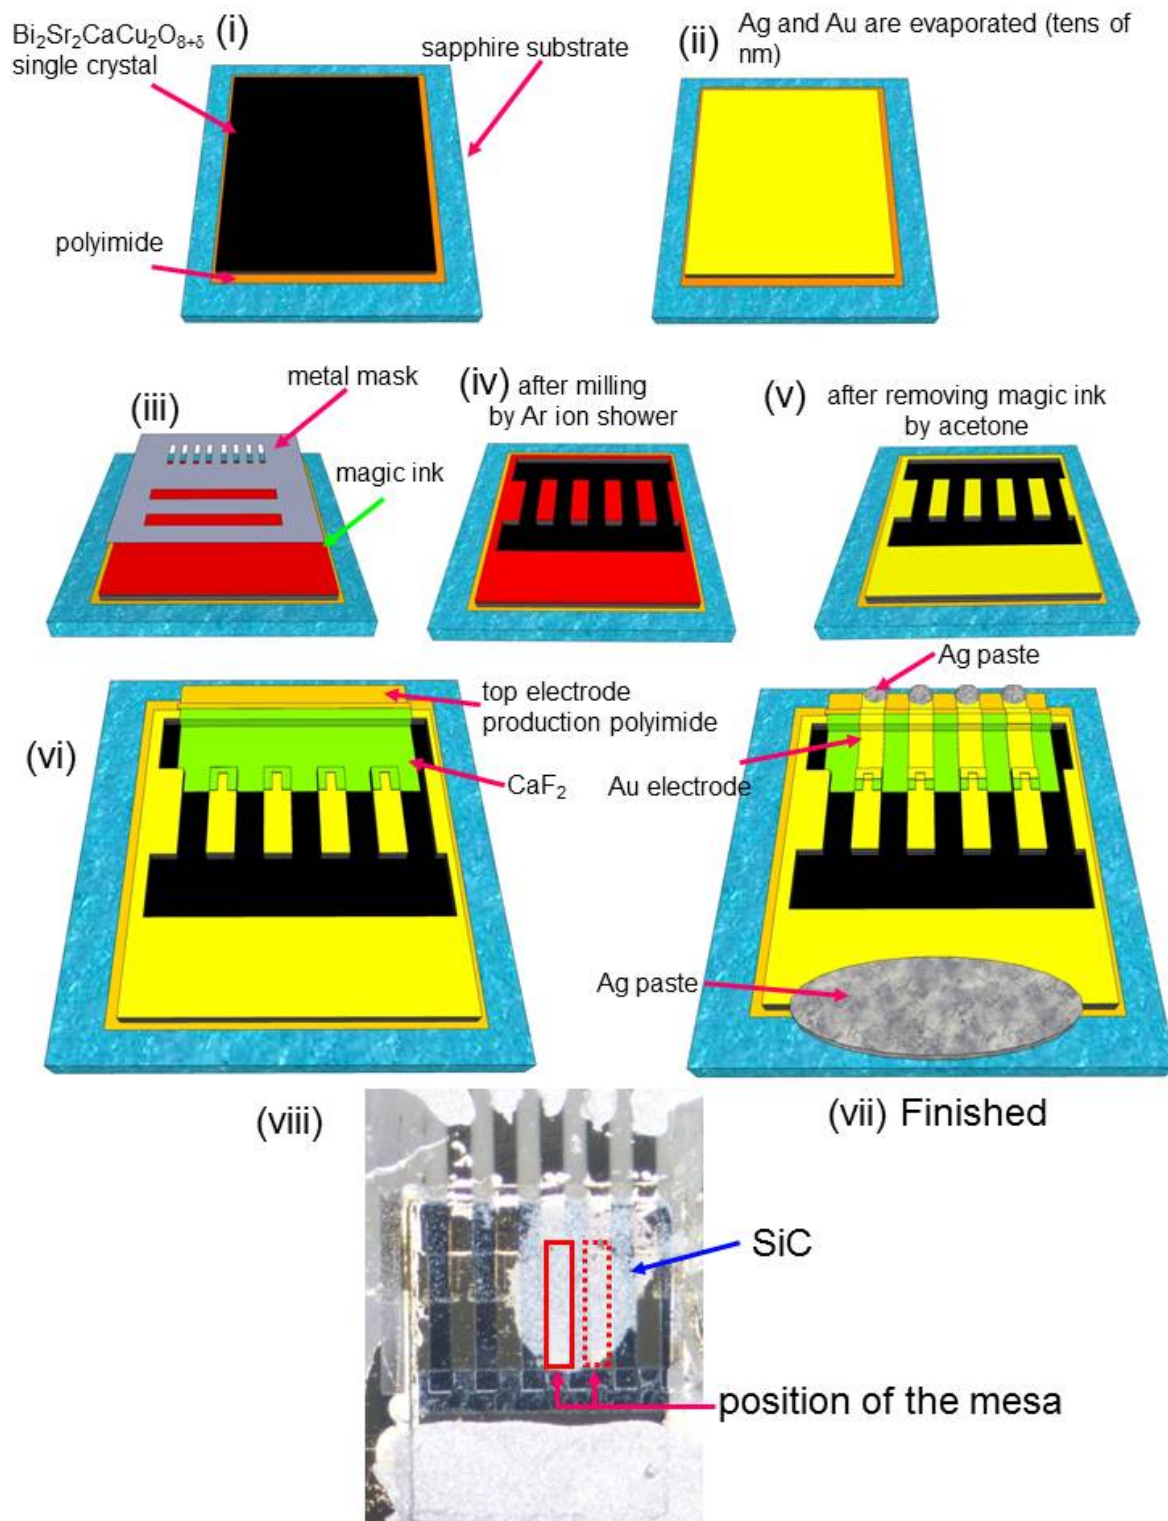 Bi₂Sr₂CaCu₂O₈₊δ
single crystal
(i)
sapphire substrate
polyimide
(ii)
Ag and Au are evaporated (tens of
nm)
(iii)
metal mask
magic ink
(iv) after milling
by Ar ion shower
(v)
after removing magic ink
by acetone
(vi)
top electrode
production polyimide
CaF₂
Ag paste
Au electrode
Ag paste
(vii) Finished
(viii)
SiC
position of the mesa